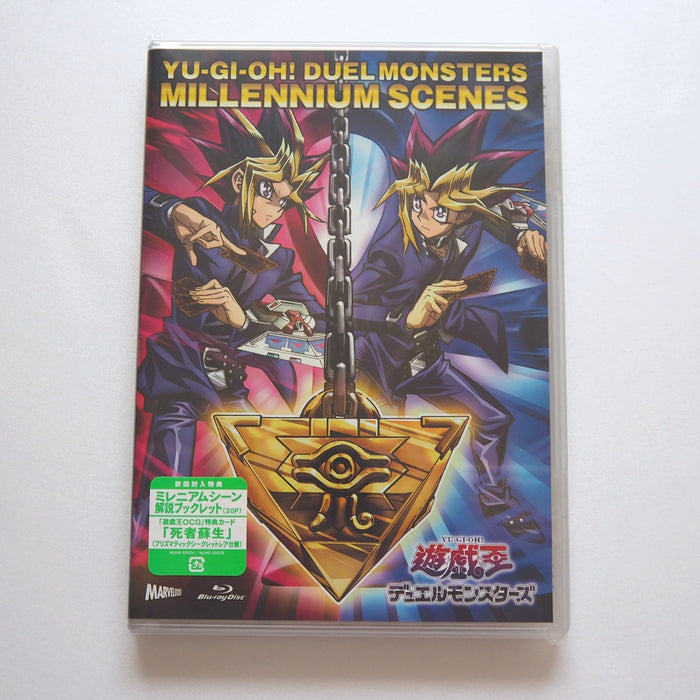 YU-GI-OH! DUEL MONSTERS
MILLENNIUM SCENES
初回封入特典
ミレニアムシーン
解説ブックレット(20P)
「遊戯王OCG」特典カード
「死者蘇生」
(プリズマティックシークレットレア仕様)
YU-GI-OH!
遊戯王
デュエルモンスターズ
MARVELOUS!
Blu-ray Disc